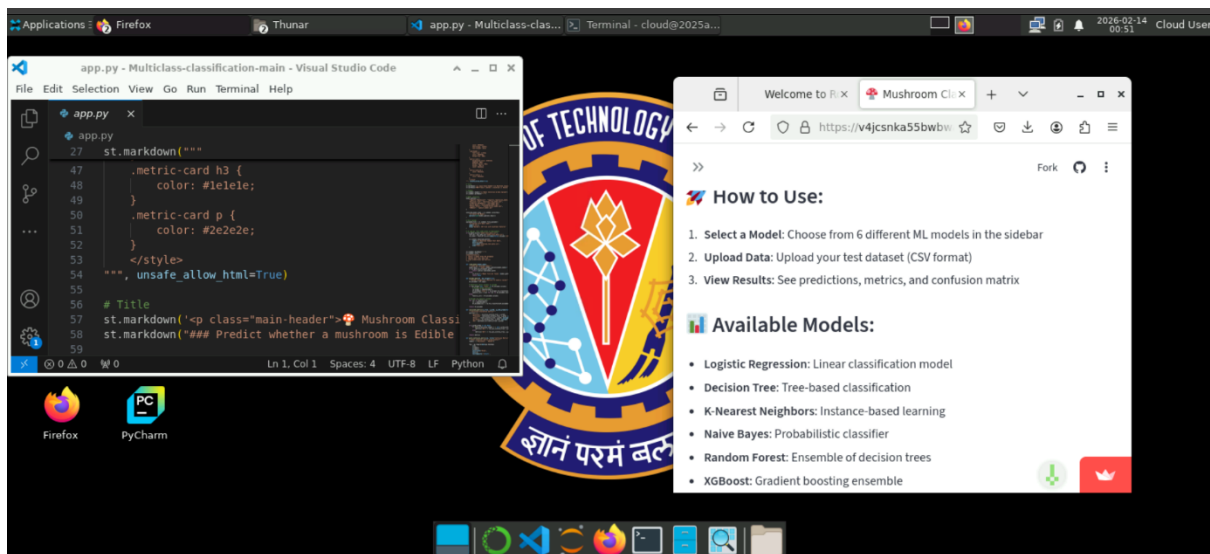 Applications
Firefox
Thunar
app.py - Multiclass-clas...
Terminal - cloud@2025a...
2026-02-14
00:51
Cloud User
app.py - Multiclass-classification-main - Visual Studio Code
File Edit Selection View Go Run Terminal Help
app.py
app.py
27 st.markdown("""
47 .metric-card h3 {
48 color: #1e1e1e;
49 }
50 .metric-card p {
51 color: #2e2e2e;
52 }
53 </style>
54 """, unsafe_allow_html=True)
55
56 # Title
57 st.markdown('<p class="main-header">🍄 Mushroom Classi
58 st.markdown("### Predict whether a mushroom is Edible
59
1
0 0 0
Ln 1, Col 1 Spaces: 4 UTF-8 LF Python
OF TECHNOLOGY
ज्ञानं परमं
Firefox
PC
PyCharm
Welcome to
Mushroom
https://v4jcsnka55bwbw
Fork
🚀 How to Use:
1. Select a Model: Choose from 6 different ML models in the sidebar
2. Upload Data: Upload your test dataset (CSV format)
3. View Results: See predictions, metrics, and confusion matrix
📊 Available Models:
• Logistic Regression: Linear classification model
• Decision Tree: Tree-based classification
• K-Nearest Neighbors: Instance-based learning
• Naive Bayes: Probabilistic classifier
• Random Forest: Ensemble of decision trees
• XGBoost: Gradient boosting ensemble